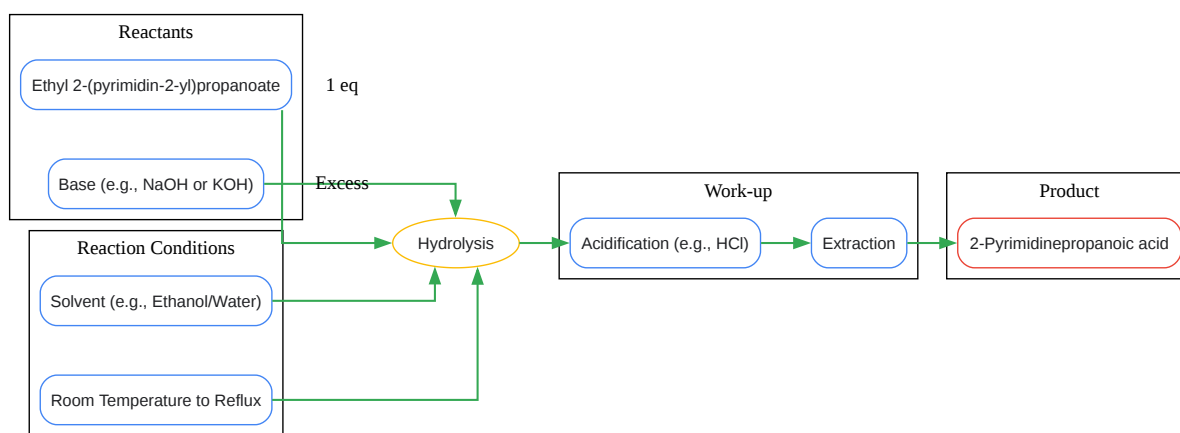 Reactants
Ethyl 2-(pyrimidin-2-yl)propanoate
1 eq
Base (e.g., NaOH or KOH)
Excess
Reaction Conditions
Solvent (e.g., Ethanol/Water)
Room Temperature to Reflux
Hydrolysis
Work-up
Acidification (e.g., HCl)
Extraction
Product
2-Pyrimidinepropanoic acid